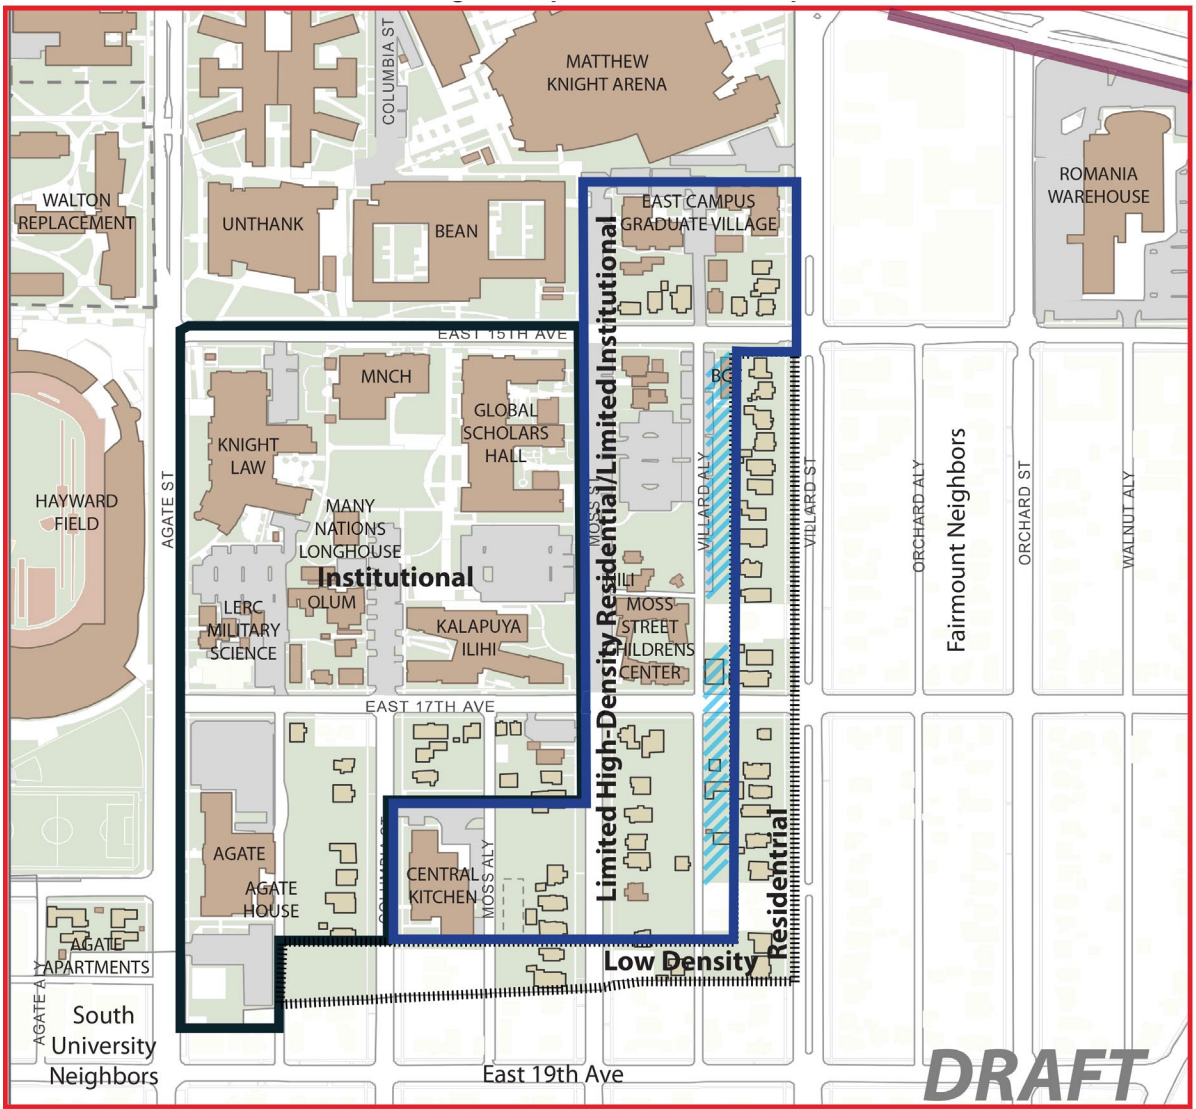 COLUMBIA ST
MATTHEW
KNIGHT ARENA
ROMANIA
WAREHOUSE
WALTON
REPLACEMENT
UNTHANK
BEAN
EAST CAMPUS
GRADUATE VILLAGE
EAST 15TH AVE
MNCH
GLOBAL
SCHOLARS
HALL
KNIGHT
LAW
HAYWARD
FIELD
AGATE ST
MANY
NATIONS
LONGHOUSE
Institutional
OLUM
LERC
MILITARY
SCIENCE
KALAPUYA
ILIHI
Limited High-Density Residential/Limited Institutional
VILLARD ALY
VILLARD ST
ORCHARD ALY
Fairmount Neighbors
ORCHARD ST
WALNUT ALY
MOSS
STREET
CHILDRENS
CENTER
EAST 17TH AVE
AGATE
AGATE
HOUSE
COLUMBIA ST
CENTRAL
KITCHEN
MOSS ALY
Low Density
Residential
AGATE
APARTMENTS
AGATE ALY
South
University
Neighbors
East 19th Ave
DRAFT